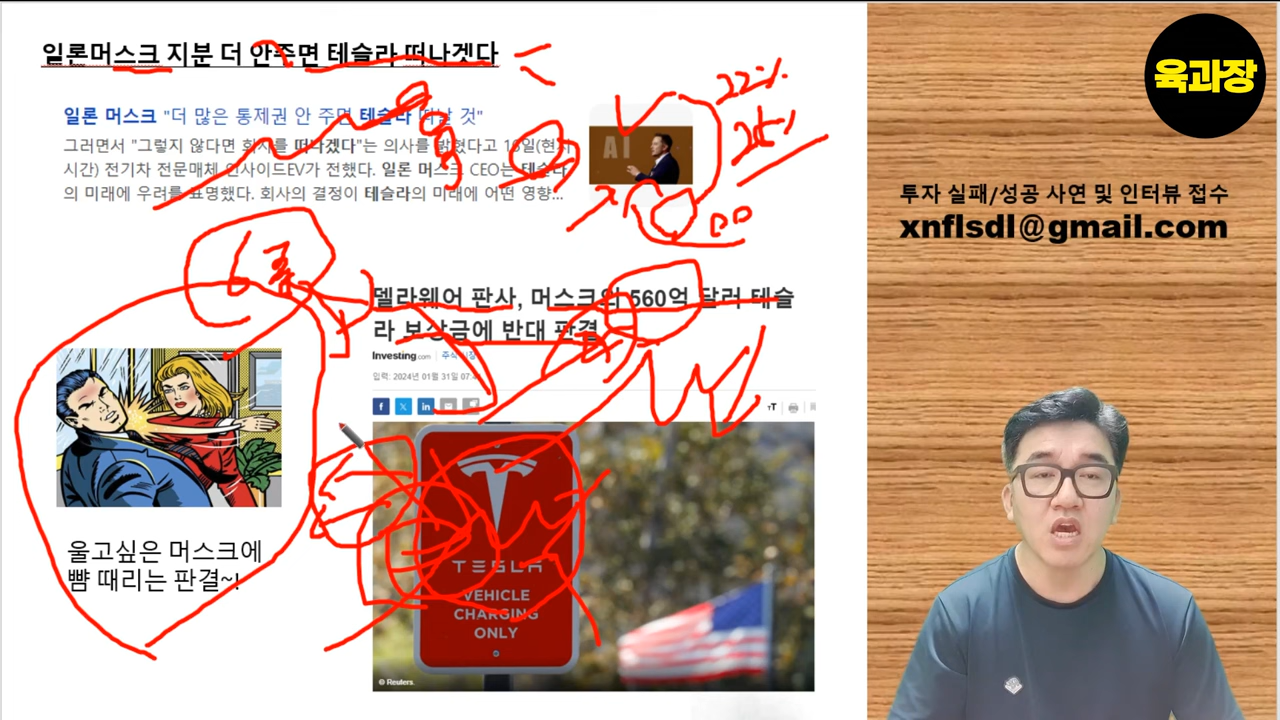 일론머스크 지분 더 안주면 테슬라 떠나겠다
육과장
일론 머스크 "더 많은 통제권 안 주면 테슬라 떠날 것"
그러면서 "그렇지 않다면 회사를 떠나겠다"는 의사를 밝혔다고 16일(현지
시간) 전기차 전문매체 인사이드EV가 전했다. 일론 머스크 CEO는 테슬라
의 미래에 우려를 표명했다. 회사의 결정이 테슬라의 미래에 어떤 영향...
AI
22%
25%
투자 실패/성공 사연 및 인터뷰 접수
xnflsdl@gmail.com
델라웨어 판사, 머스크의 560억 달러 테슬
라 보상금에 반대 판결
Investing.com 주식 시장
입력: 2024년 01월 31일 07:4
울고싶은 머스크에
뺨 때리는 판결~!
TESLA
VEHICLE
CHARGING
ONLY
© Reuters.